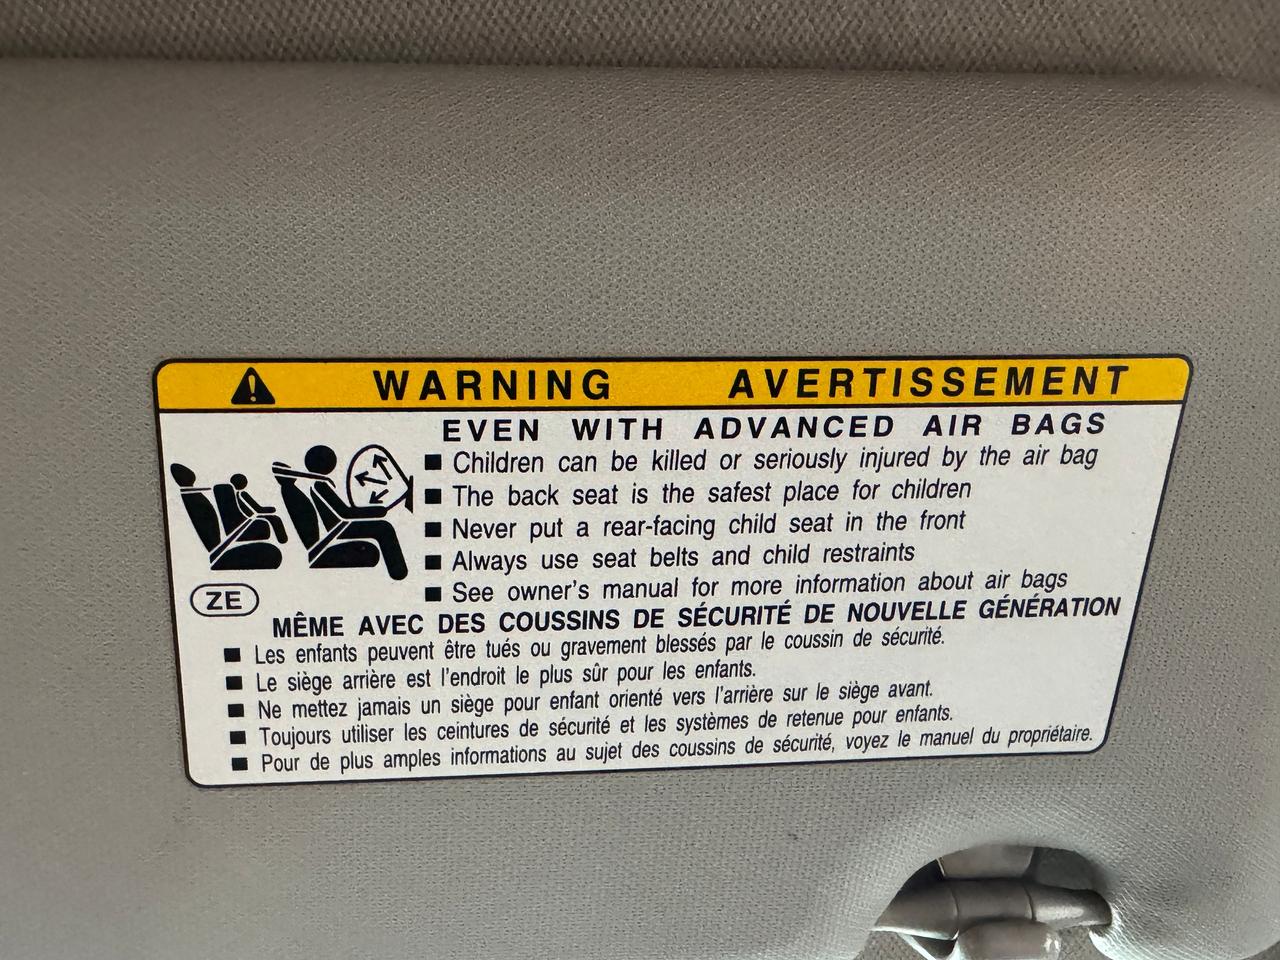 WARNING AVERTISSEMENT
EVEN WITH ADVANCED AIR BAGS
■ Children can be killed or seriously injured by the air bag
■ The back seat is the safest place for children
■ Never put a rear-facing child seat in the front
■ Always use seat belts and child restraints
■ See owner's manual for more information about air bags
ZE
MÊME AVEC DES COUSSINS DE SÉCURITÉ DE NOUVELLE GÉNÉRATION
■ Les enfants peuvent être tués ou gravement blessés par le coussin de sécurité.
■ Le siège arrière est l'endroit le plus sûr pour les enfants.
■ Ne mettez jamais un siège pour enfant orienté vers l'arrière sur le siège avant.
■ Toujours utiliser les ceintures de sécurité et les systèmes de retenue pour enfants.
■ Pour de plus amples informations au sujet des coussins de sécurité, voyez le manuel du propriétaire.